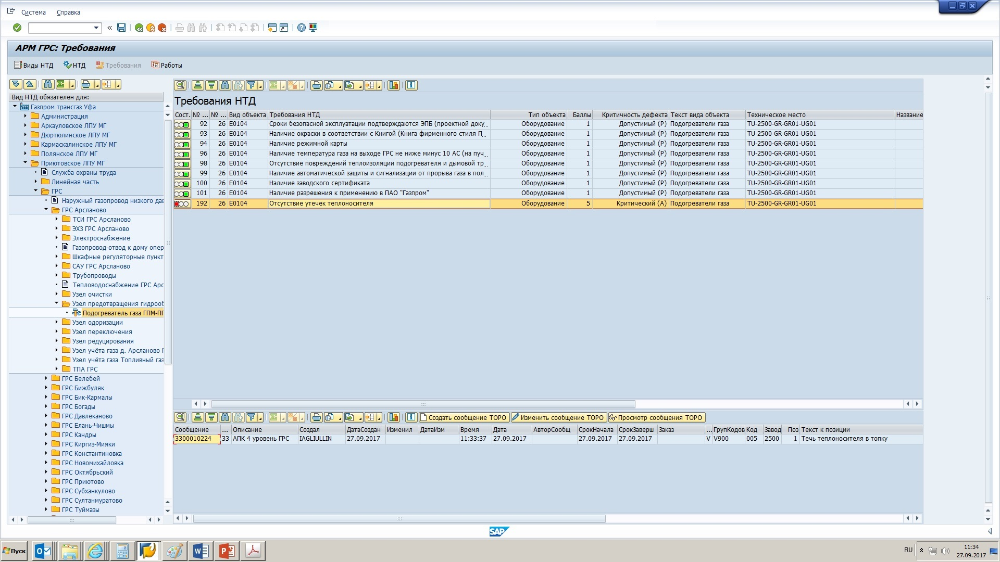 Система Справка
АРМ ГРС: Требования
Виды НТД НТД Требования Работы
Вид НТД обязателен для:
Газпром трансгаз Уфа
Администрация
Аркауловское ЛПУ МГ
Дюртюлинское ЛПУ МГ
Кармаскалинское ЛПУ МГ
Полянское ЛПУ МГ
Приютовское ЛПУ МГ
Служба охраны труда
Линейная часть
ГРС
Наружный газопровод низкого дав
ГРС Арсланово
ТСИ ГРС Арсланово
ЭХЗ ГРС Арсланово
Электроснабжение
Газопровод-отвод к дому опер
Шкафные регуляторные пункт
САУ ГРС Арсланово
Трубопроводы
Тепловодоснабжение ГРС Арс
Узел очистки
Узел предотвращения гидрооб
Подогреватель газа ГПМ-ПГ
Узел одоризации
Узел переключения
Узел редуцирования
Узел учёта газа д. Арсланово Г
Узел учёта газа Топливный газ
ТПА ГРС
ГРС Белебей
ГРС Бижбуляк
ГРС Бик-Кармалы
ГРС Богады
ГРС Давлеканово
ГРС Елань-Чишмы
ГРС Кандры
ГРС Киргиз-Мияки
ГРС Константиновка
ГРС Новомихайловка
ГРС Октябрьский
ГРС Приютово
ГРС Субханкулово
ГРС Султанмуратово
ГРС Туймазы
Требования НТД
Сост. № ... № ... Вид объекта Требования НТД Тип объекта Баллы Критичность дефекта Текст вида объекта Техническое место Название
92 26 E0104 Сроки безопасной эксплуатации подтверждаются ЭПБ (проектной доку... Оборудование 1 Допустимый (Р) Подогреватели газа TU-2500-GR-GR01-UG01
93 26 E0104 Наличие окраски в соответствии с Книгой (Книга фирменного стиля П... Оборудование 1 Допустимый (Р) Подогреватели газа TU-2500-GR-GR01-UG01
94 26 E0104 Наличие режимной карты Оборудование 1 Допустимый (Р) Подогреватели газа TU-2500-GR-GR01-UG01
96 26 E0104 Наличие температура газа на выходе ГРС не ниже минус 10 АС (на пуч... Оборудование 1 Допустимый (Р) Подогреватели газа TU-2500-GR-GR01-UG01
98 26 E0104 Отсутствие повреждений теплоизоляции подогревателя и дымовой тр... Оборудование 1 Допустимый (Р) Подогреватели газа TU-2500-GR-GR01-UG01
99 26 E0104 Наличие автоматической защиты и сигнализации от прорыва газа в пол... Оборудование 1 Допустимый (Р) Подогреватели газа TU-2500-GR-GR01-UG01
100 26 E0104 Наличие заводского сертификата Оборудование 1 Допустимый (Р) Подогреватели газа TU-2500-GR-GR01-UG01
101 26 E0104 Наличие разрешения к применению в ПАО "Газпром" Оборудование 1 Допустимый (Р) Подогреватели газа TU-2500-GR-GR01-UG01
192 26 E0104 Отсутствие утечек теплоносителя Оборудование 5 Критический (А) Подогреватели газа TU-2500-GR-GR01-UG01
Создать сообщение ТОРО Изменить сообщение ТОРО Просмотр сообщения ТОРО
Сообщение ... Описание Создал ДатаСоздан Изменил ДатаИзм Время Дата АвторСообщ СрокНачала СрокЗаверш Заказ ... ГрупКодов Код Завод Поз Текст к позиции
3300010224 33 АПК 4 уровень ГРС IAGLIULLIN 27.09.2017 11:33:37 27.09.2017 27.09.2017 27.09.2017 V V900 005 2500 1 Течь теплоносителя в топку
SAP
Пуск RU 11:34
27.09.2017